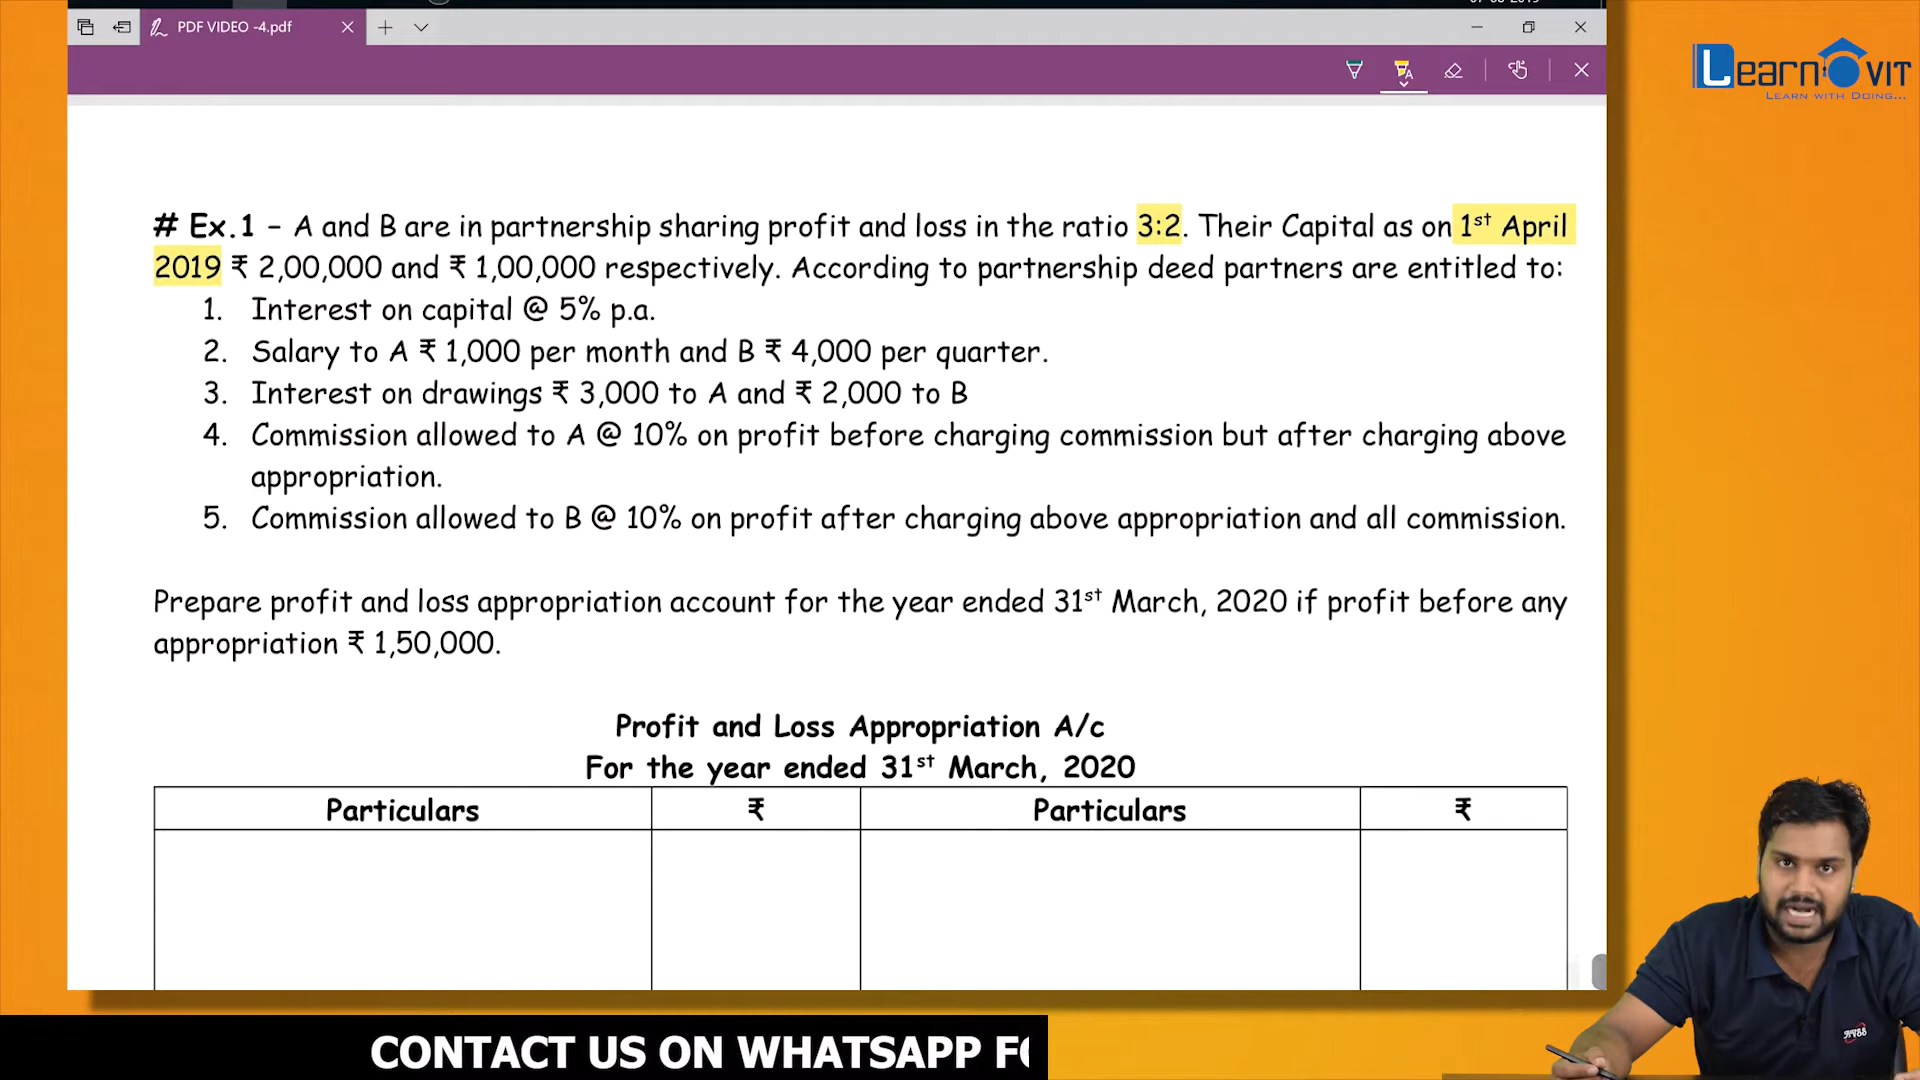 PDF VIDEO -4.pdf
LearnOVIT
LEARN WITH DOING...
# Ex.1 – A and B are in partnership sharing profit and loss in the ratio 3:2. Their Capital as on 1st April
2019 ₹ 2,00,000 and ₹ 1,00,000 respectively. According to partnership deed partners are entitled to:
1. Interest on capital @ 5% p.a.
2. Salary to A ₹ 1,000 per month and B ₹ 4,000 per quarter.
3. Interest on drawings ₹ 3,000 to A and ₹ 2,000 to B
4. Commission allowed to A @ 10% on profit before charging commission but after charging above
appropriation.
5. Commission allowed to B @ 10% on profit after charging above appropriation and all commission.
Prepare profit and loss appropriation account for the year ended 31st March, 2020 if profit before any
appropriation ₹ 1,50,000.
Profit and Loss Appropriation A/c
For the year ended 31st March, 2020
Particulars ₹ Particulars ₹
CONTACT US ON WHATSAPP